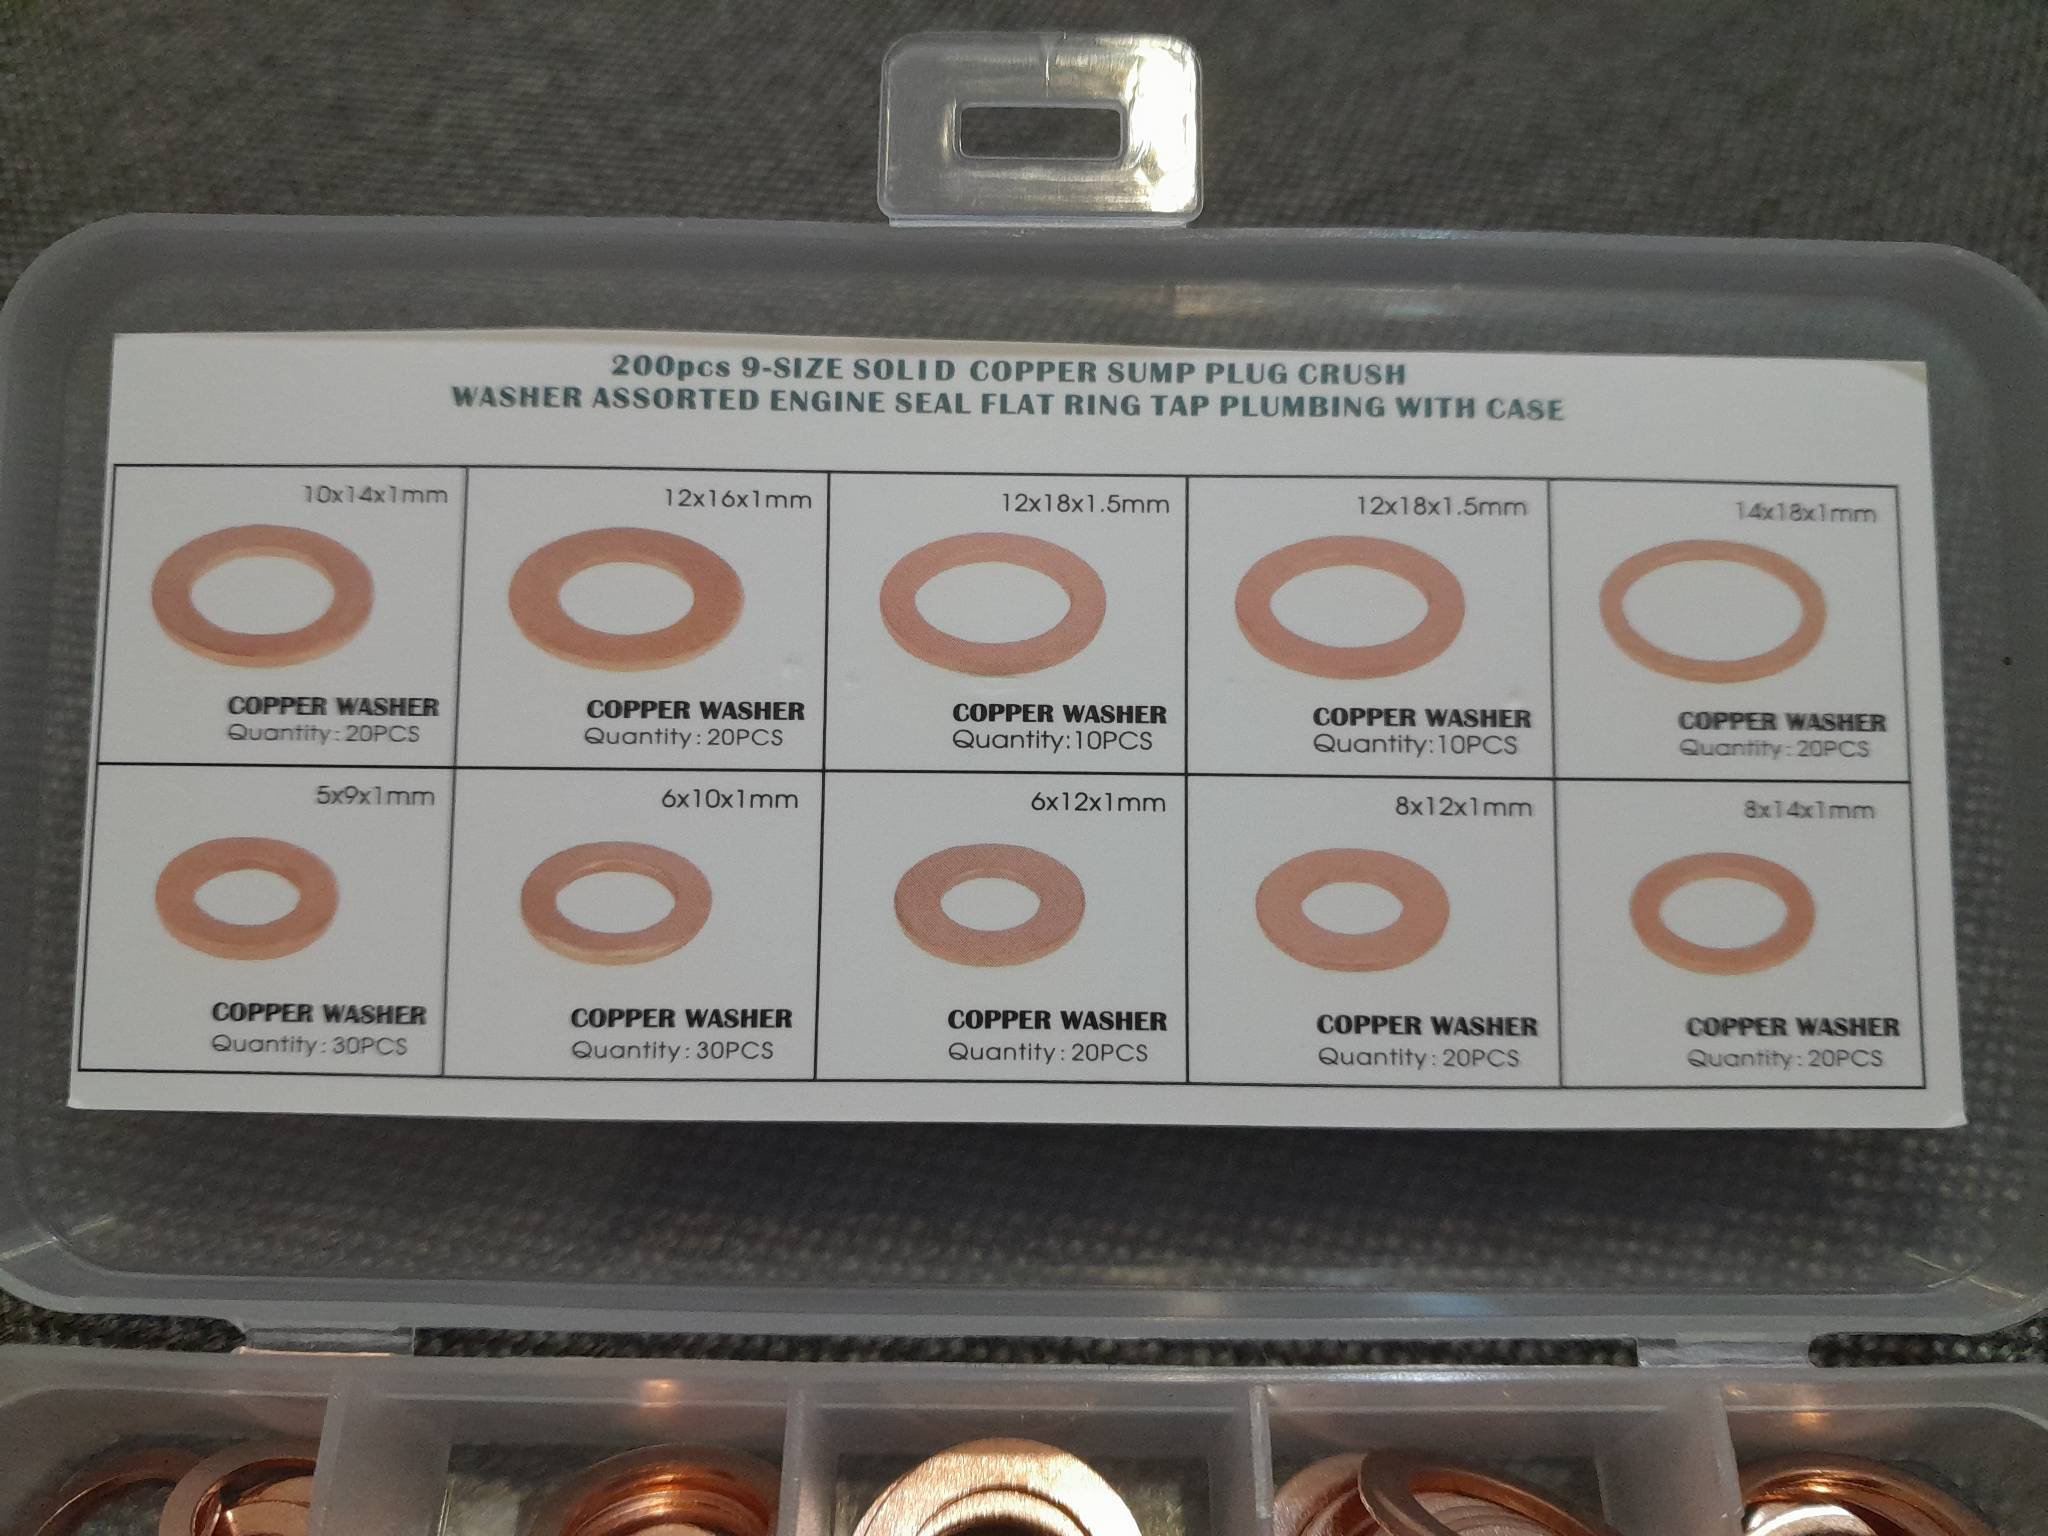 200pcs 9-SIZE SOLID COPPER SUMP PLUG CRUSH
WASHER ASSORTED ENGINE SEAL FLAT RING TAP PLUMBING WITH CASE
10x14x1mm
COPPER WASHER
Quantity: 20PCS
12x16x1mm
COPPER WASHER
Quantity: 20PCS
12x18x1.5mm
COPPER WASHER
Quantity:10PCS
12x18x1.5mm
COPPER WASHER
Quantity:10PCS
14x18x1mm
COPPER WASHER
Quantity: 20PCS
5x9x1mm
COPPER WASHER
Quantity: 30PCS
6x10x1mm
COPPER WASHER
Quantity: 30PCS
6x12x1mm
COPPER WASHER
Quantity: 20PCS
8x12x1mm
COPPER WASHER
Quantity: 20PCS
8x14x1mm
COPPER WASHER
Quantity: 20PCS